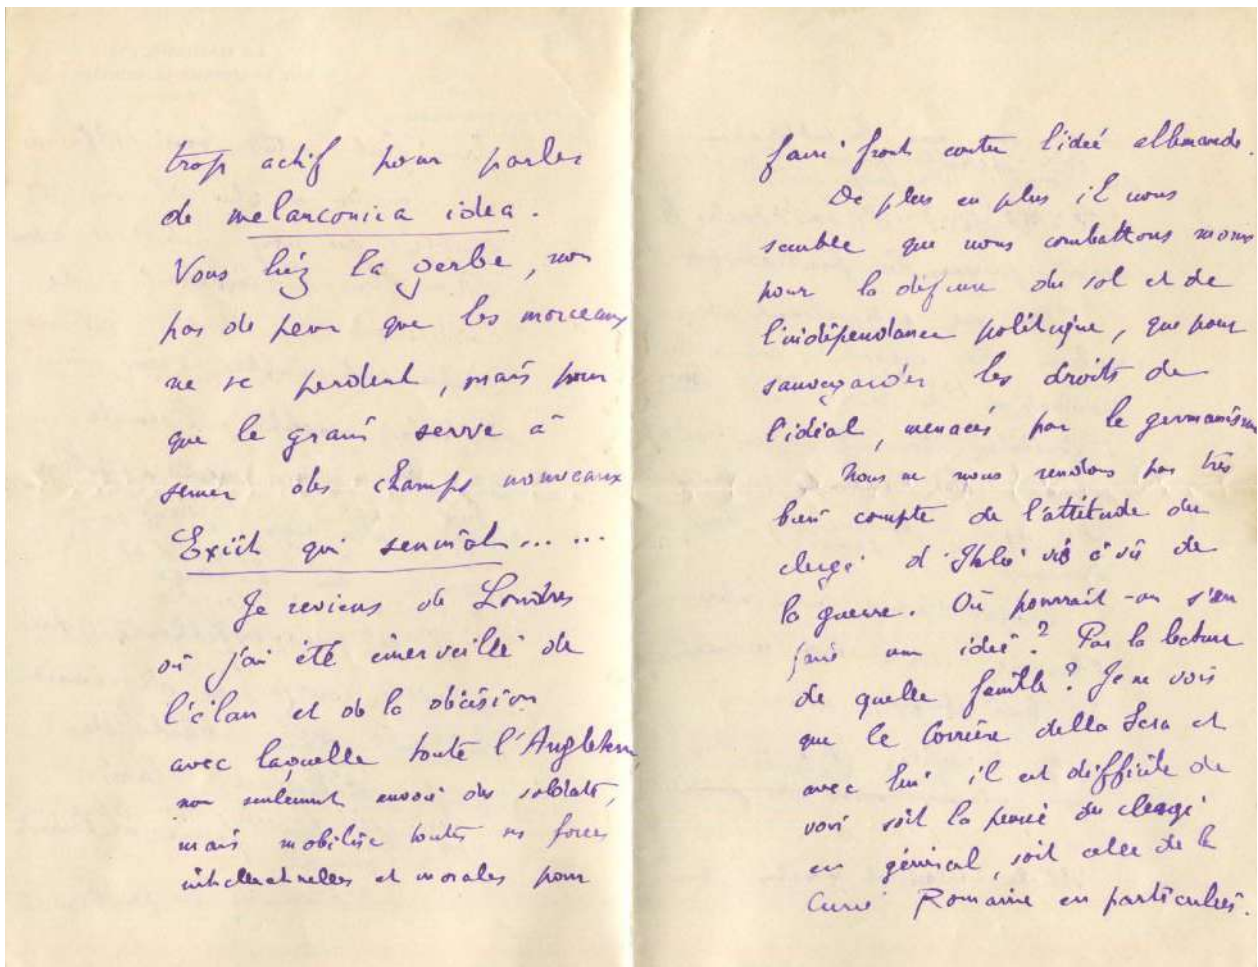 trop actif pour parler
de melanconica idea.
Vous liez la gerbe, non
pas de peur que les morceaux
ne se perdent, mais pour
que le grain serve à
semer des champs nouveaux
Exiit qui seminat......
Je reviens de Londres
où j'ai été émerveillé de
l'élan et de la décision
avec laquelle toute l'Angleterre,
non seulement envoie des soldats,
mais mobilise toutes ses forces
intellectuelles et morales pour
faire front contre l'idée allemande.
De plus en plus il nous
semble que nous combattons moins
pour la défense du sol et de
l'indépendance politique, que pour
sauvegarder les droits de
l'idéal, menacés par le germanisme
Nous ne nous rendons pas très
bien compte de l'attitude du
clergé d'Italie vis à vis de
la guerre. Où pourrait-on s'en
faire une idée? Par la lecture
de quelle feuille? Je ne vois
que le Corriere della Sera et
avec lui il est difficile de
voir soit la pensée du clergé
en général, soit celle de la
Curie Romaine en particulier.